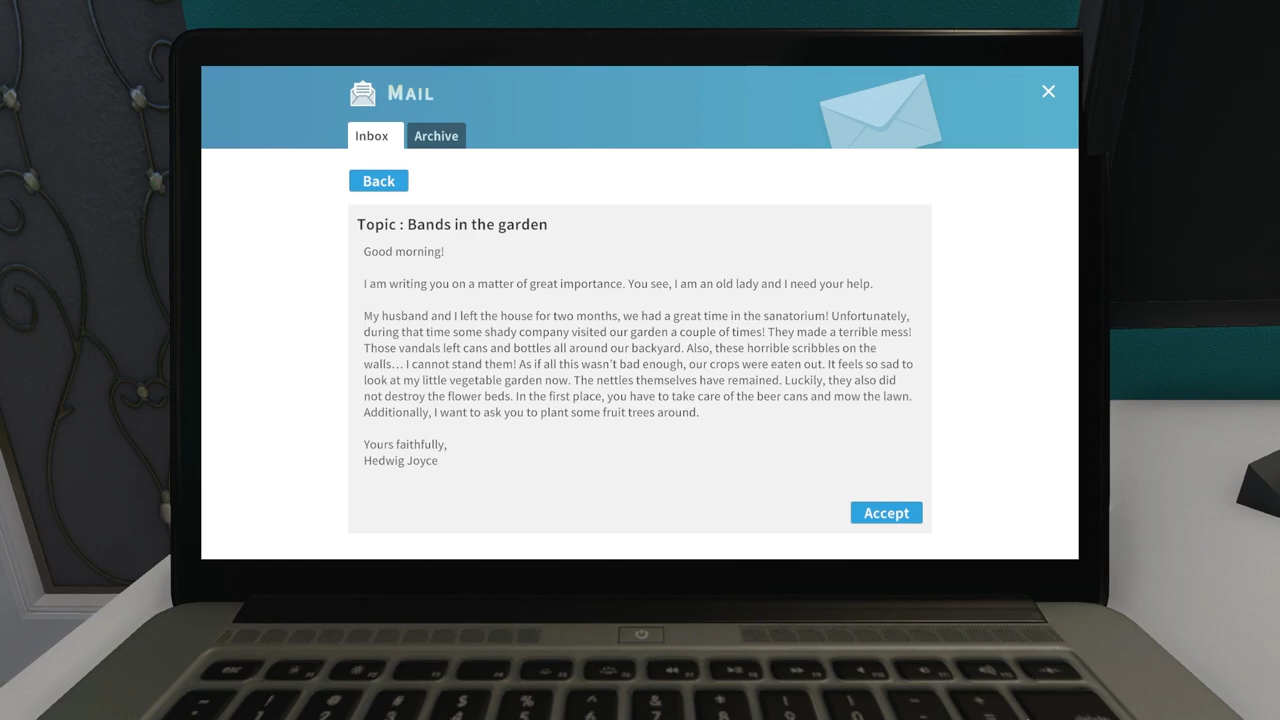 Mail
Inbox
Archive
Back
Topic : Bands in the garden
Good morning!
I am writing you on a matter of great importance. You see, I am an old lady and I need your help.
My husband and I left the house for two months, we had a great time in the sanatorium! Unfortunately,
during that time some shady company visited our garden a couple of times! They made a terrible mess!
Those vandals left cans and bottles all around our backyard. Also, these horrible scribbles on the
walls… I cannot stand them! As if all this wasn't bad enough, our crops were eaten out. It feels so sad to
look at my little vegetable garden now. The nettles themselves have remained. Luckily, they also did
not destroy the flower beds. In the first place, you have to take care of the beer cans and mow the lawn.
Additionally, I want to ask you to plant some fruit trees around.
Yours faithfully,
Hedwig Joyce
Accept
esc
$ % ^ & *
2 4 5 6 7 8